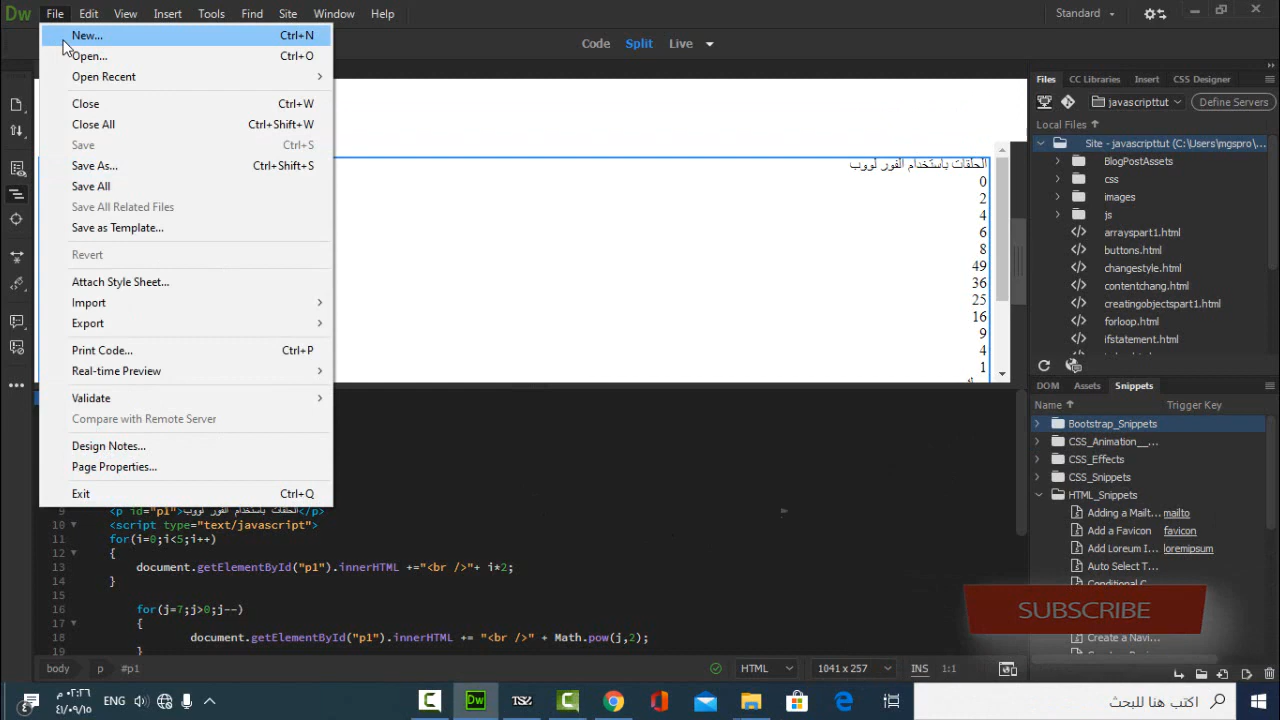 Dw File Edit View Insert Tools Find Site Window Help Standard
New... Ctrl+N
Open... Ctrl+O
Open Recent
Close Ctrl+W
Close All Ctrl+Shift+W
Save Ctrl+S
Save As... Ctrl+Shift+S
Save All
Save All Related Files
Save as Template...
Revert
Attach Style Sheet...
Import
Export
Print Code... Ctrl+P
Real-time Preview
Validate
Compare with Remote Server
Design Notes...
Page Properties...
Exit Ctrl+Q
Code Split Live
الحلقات باستخدام الفور لووب
0
2
4
6
8
49
36
25
16
9
4
1
9 <p id="p1">الحلقات باستخدام الفور لووب</p>
10 <script type="text/javascript">
11 for(i=0;i<5;i++)
12 {
13 document.getElementById("p1").innerHTML +="<br />"+ i*2;
14 }
16 for(j=7;j>0;j--)
17 {
18 document.getElementById("p1").innerHTML += "<br />" + Math.pow(j,2);
19 }
body p #p1 HTML 1041 x 257 INS 1:1
Files CC Libraries Insert CSS Designer
javascripttut Define Servers
Local Files
Site - javascripttut (C:\Users\mgspro\
BlogPostAssets
css
images
js
arrayspart1.html
buttons.html
changestyle.html
contentchang.html
creatingobjectspart1.html
forloop.html
ifstatement.html
DOM Assets Snippets
Name Trigger Key
Bootstrap_Snippets
CSS_Animation__...
CSS_Effects
CSS_Snippets
HTML_Snippets
Adding a Mailt... mailto
Add a Favicon favicon
Add Loreum I... loremipsum
Auto Select T...
Conditional C...
SUBSCRIBE
Create a Navi...
ENG
Dw
TSZ
اكتب هنا للبحث